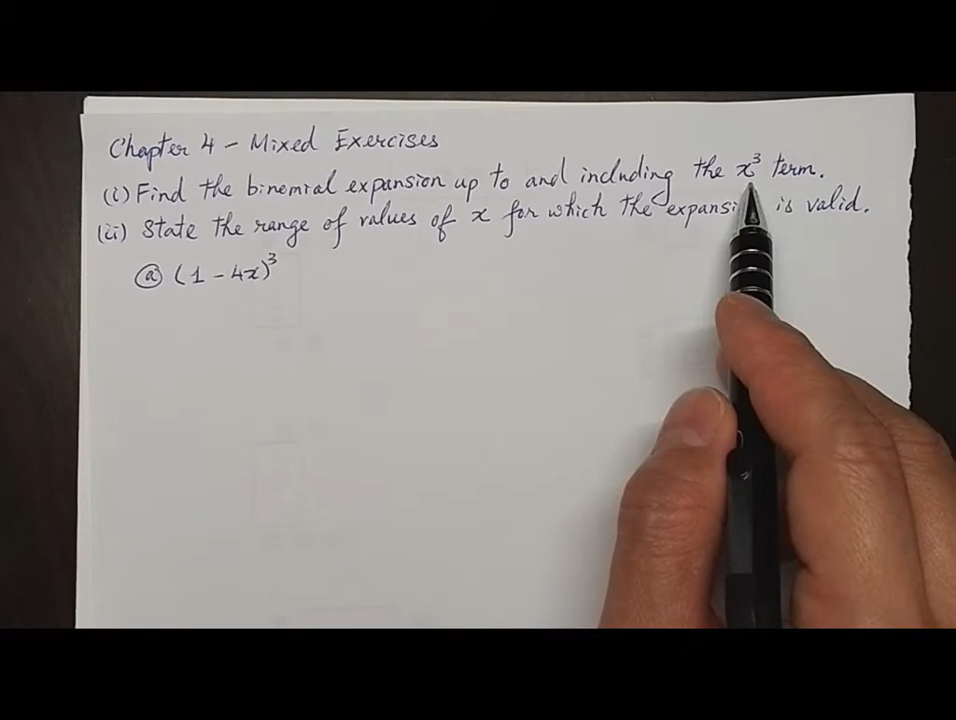 Chapter 4 - Mixed Exercises
(i) Find the binomial expansion up to and including the x³ term.
(ii) State the range of values of x for which the expansi is valid.
ⓐ (1 - 4x)³